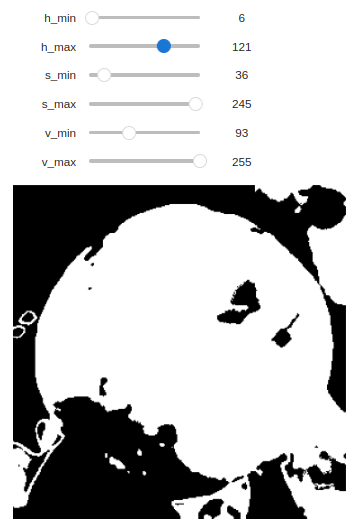 h_min 6
h_max 121
s_min 36
s_max 245
v_min 93
v_max 255